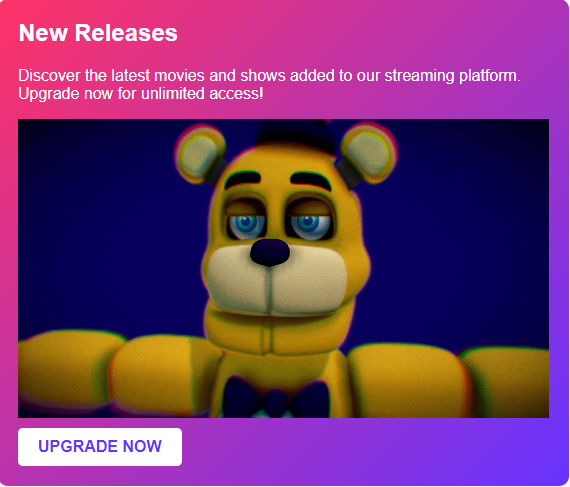 New Releases
Discover the latest movies and shows added to our streaming platform.
Upgrade now for unlimited access!
UPGRADE NOW